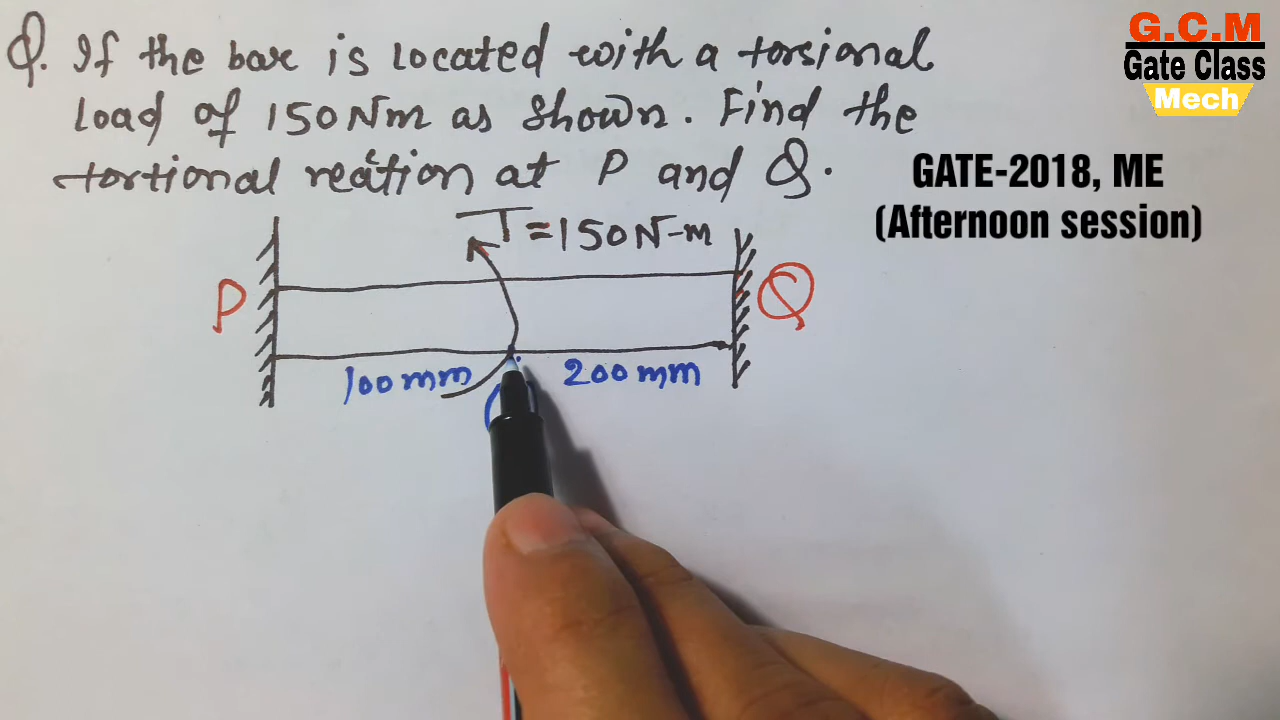 Q. If the bar is located with a torsional
load of 150 Nm as shown. Find the
tortional reation at P and Q.
G.C.M
Gate Class
Mech
GATE-2018, ME
(Afternoon session)
T = 150 N-m
P
Q
100 mm
200 mm